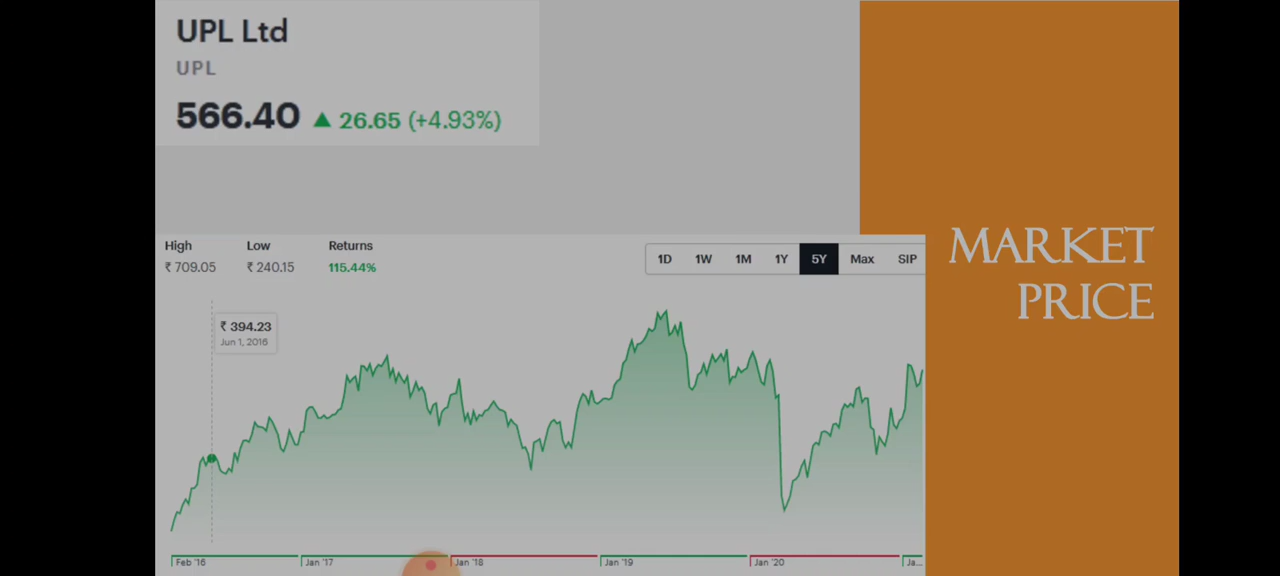 UPL Ltd
UPL
566.40 ▲ 26.65 (+4.93%)
High Low Returns
₹ 709.05 ₹ 240.15 115.44%
1D 1W 1M 1Y 5Y Max SIP
MARKET
PRICE
₹ 394.23
Jun 1, 2016
Feb '16 Jan '17 Jan '18 Jan '19 Jan '20 Ja...